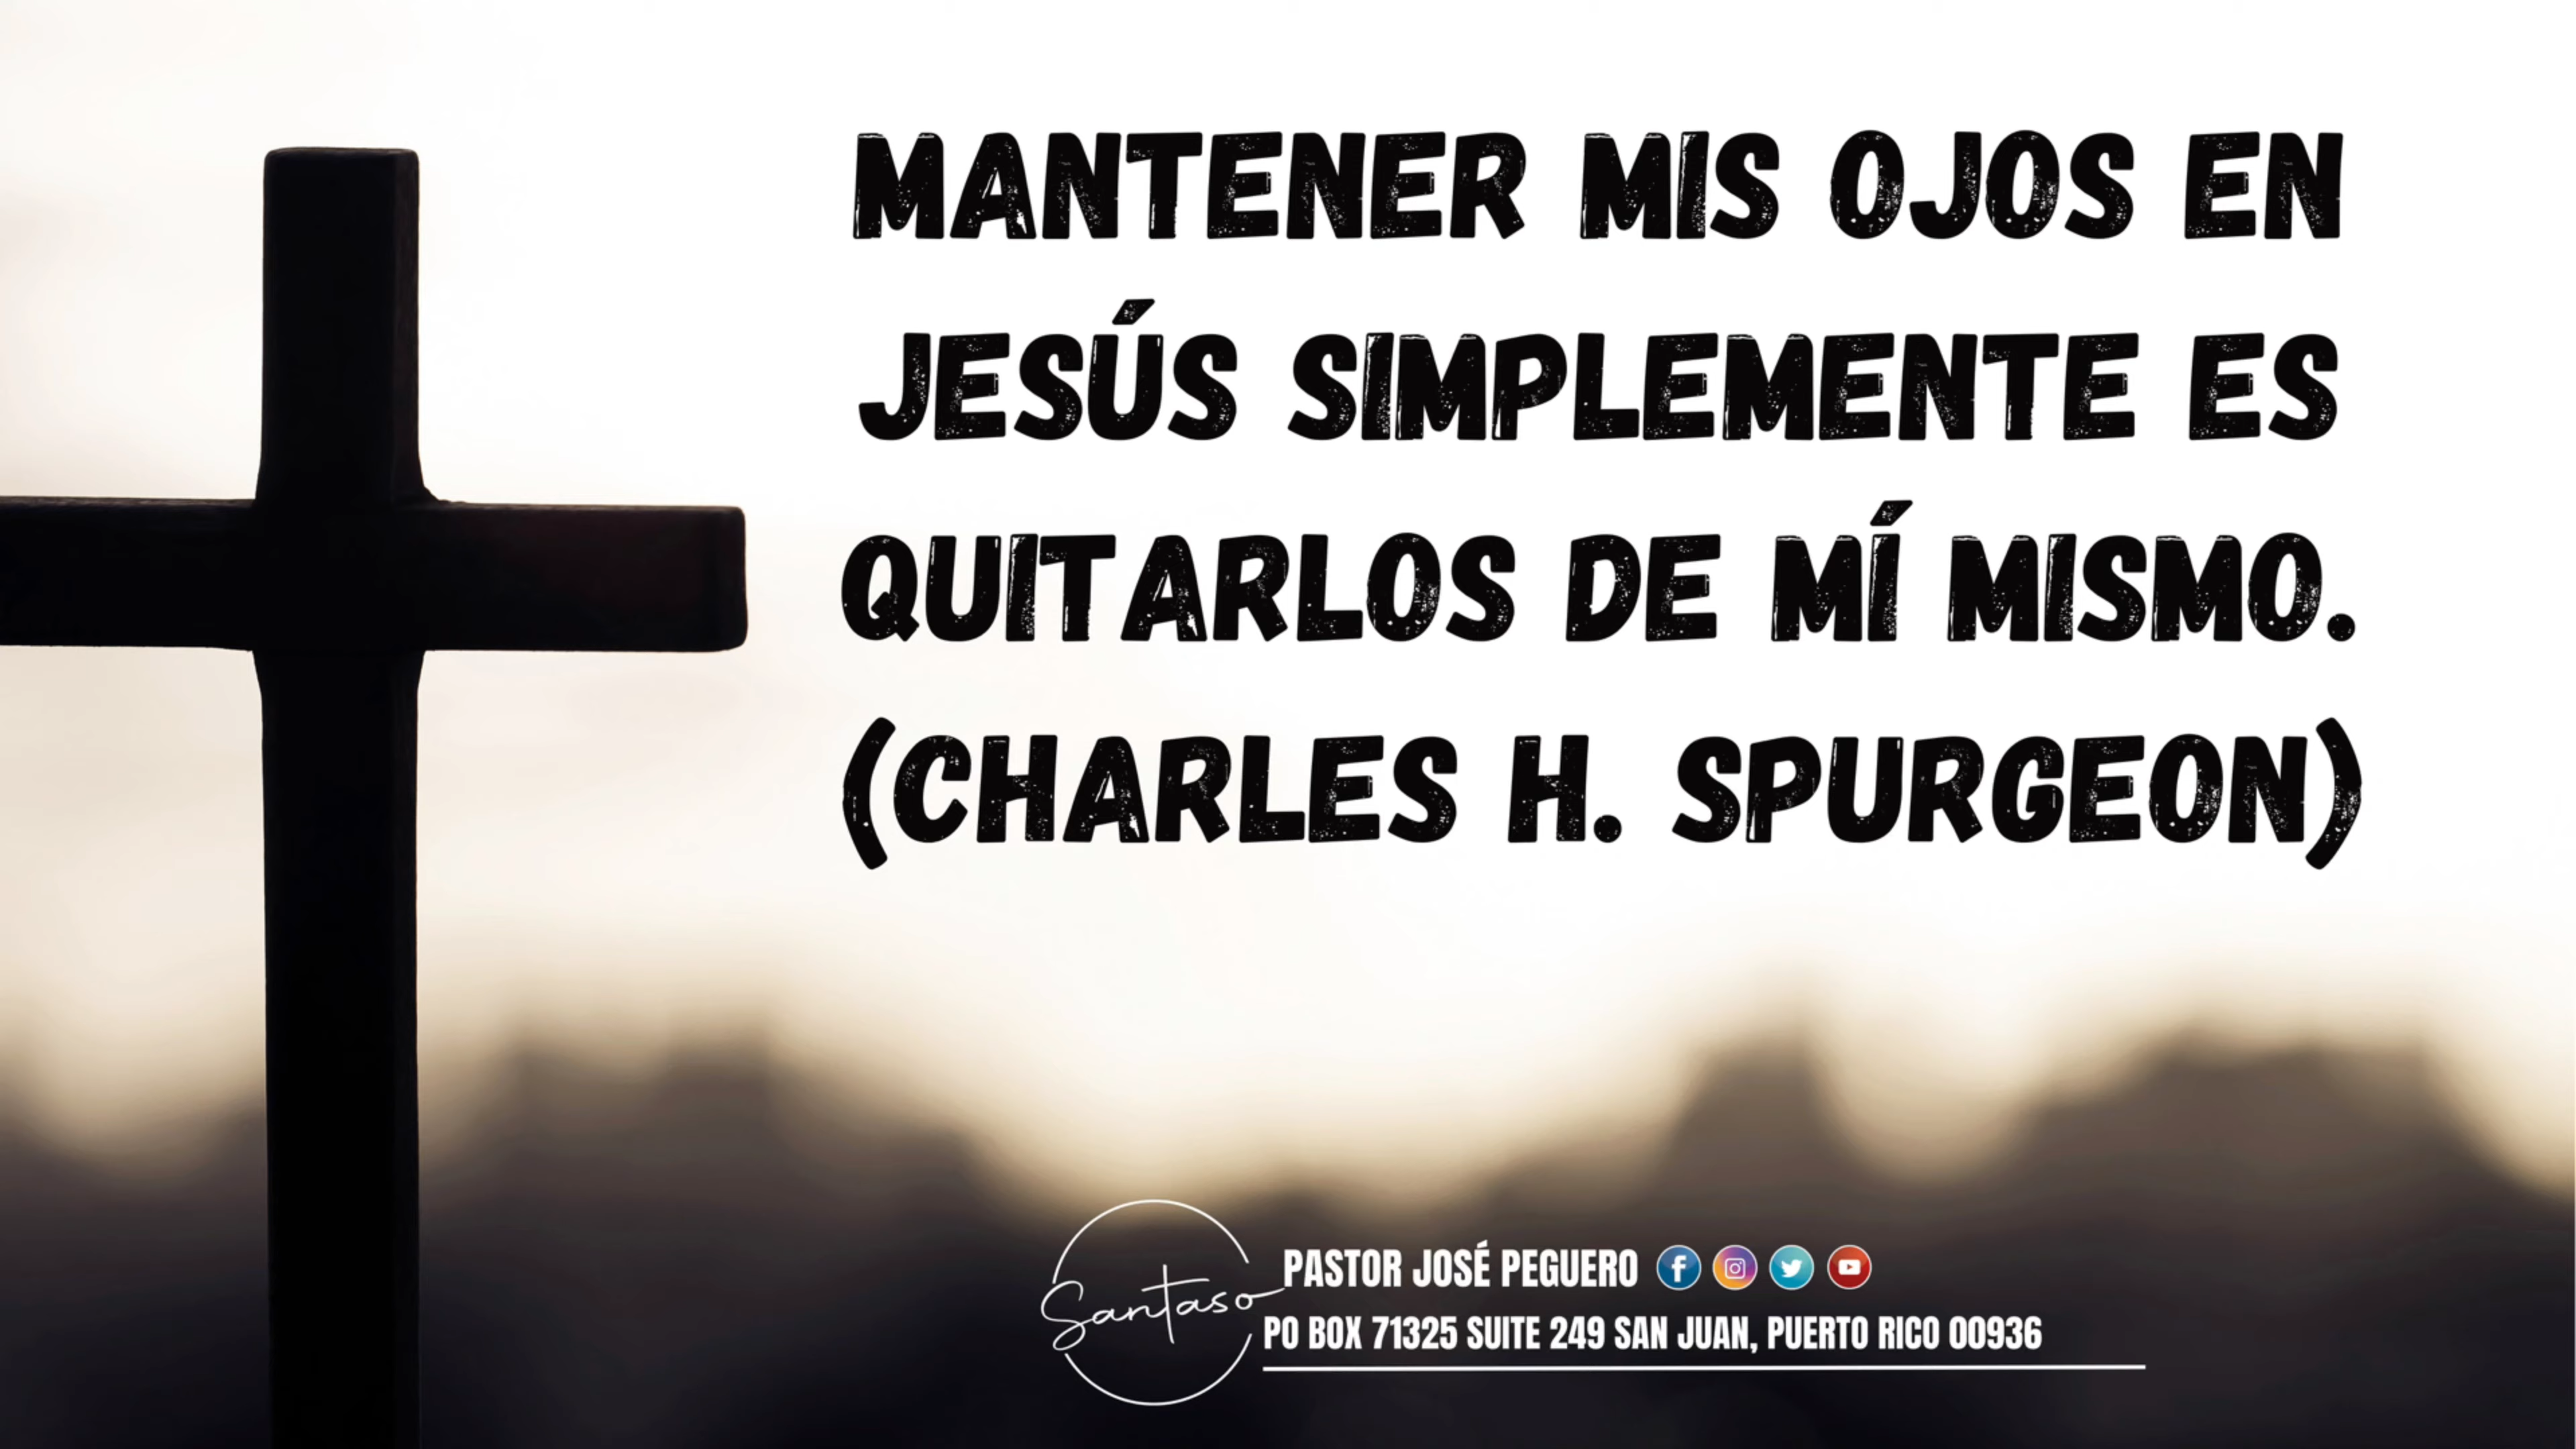 MANTENER MIS OJOS EN
JESÚS SIMPLEMENTE ES
QUITARLOS DE MÍ MISMO.
(CHARLES H. SPURGEON)
Santaso
PASTOR JOSÉ PEGUERO
PO BOX 71325 SUITE 249 SAN JUAN, PUERTO RICO 00936